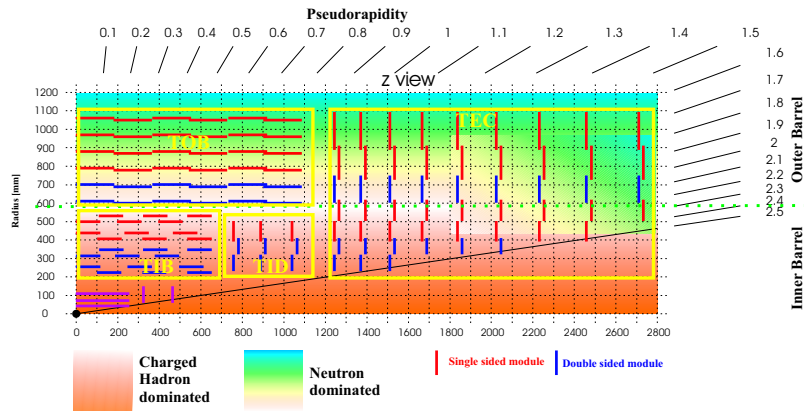 Pseudorapidity
0.1 0.2 0.3 0.4 0.5 0.6 0.7 0.8 0.9 1 1.1 1.2 1.3 1.4 1.5
z view
1.6
1.7
1.8
1.9
2
2.1
2.2
2.3
2.4
2.5
Outer Barrel
Inner Barrel
Radius [mm]
1200
1100
1000
900
800
700
600
500
400
300
200
100
0
TOB
TEC
TIB
TID
0 200 400 600 800 1000 1200 1400 1600 1800 2000 2200 2400 2600 2800
Charged
Hadron
dominated
Neutron
dominated
Single sided module
Double sided module